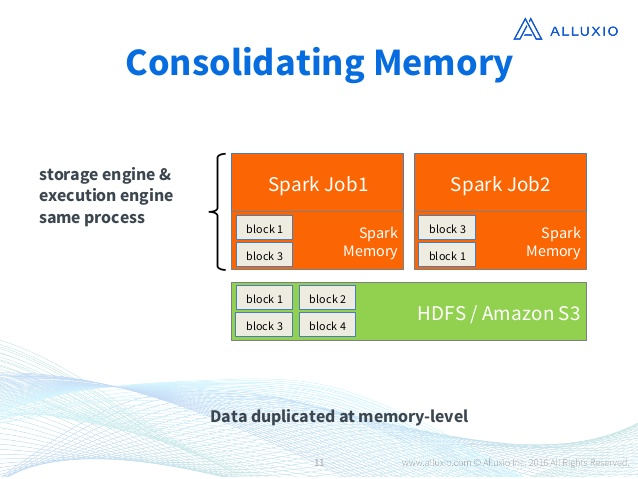 ALLUXIO
Consolidating Memory
storage engine &
execution engine
same process
Spark Job1
block 1
block 3
Spark
Memory
Spark Job2
block 3
block 1
Spark
Memory
block 1
block 2
block 3
block 4
HDFS / Amazon S3
Data duplicated at memory-level
11
www.alluxio.com © Alluxio Inc. 2016 All Rights Reserved.